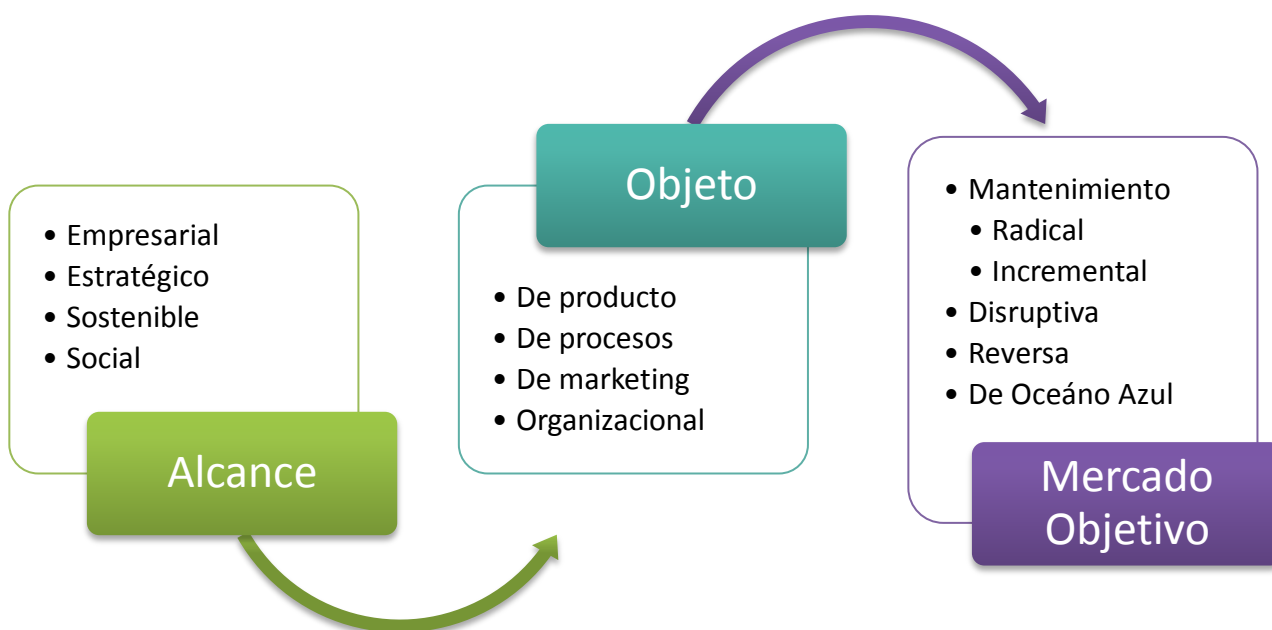 • Empresarial
• Estratégico
• Sostenible
• Social
Alcance
Objeto
• De producto
• De procesos
• De marketing
• Organizacional
• Mantenimiento
• Radical
• Incremental
• Disruptiva
• Reversa
• De Oceáno Azul
Mercado
Objetivo